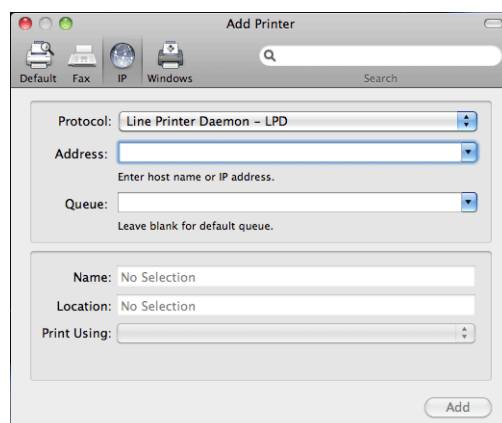 Add Printer
Default Fax IP Windows Search
Protocol: Line Printer Daemon – LPD
Address:
Enter host name or IP address.
Queue:
Leave blank for default queue.
Name: No Selection
Location: No Selection
Print Using:
Add